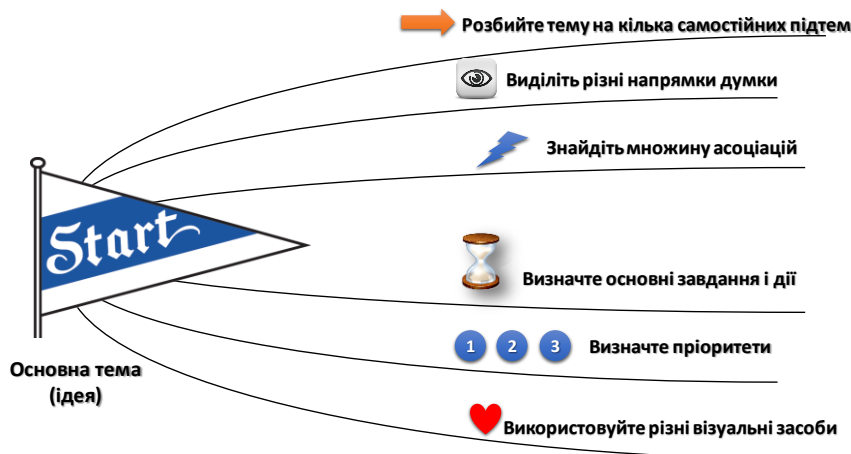 Розбийте тему на кілька самостійних підтем
Виділіть різні напрямки думки
Знайдіть множину асоціацій
Start
Визначте основні завдання і дії
1 2 3 Визначте пріоритети
Основна тема
(ідея)
Використовуйте різні візуальні засоби